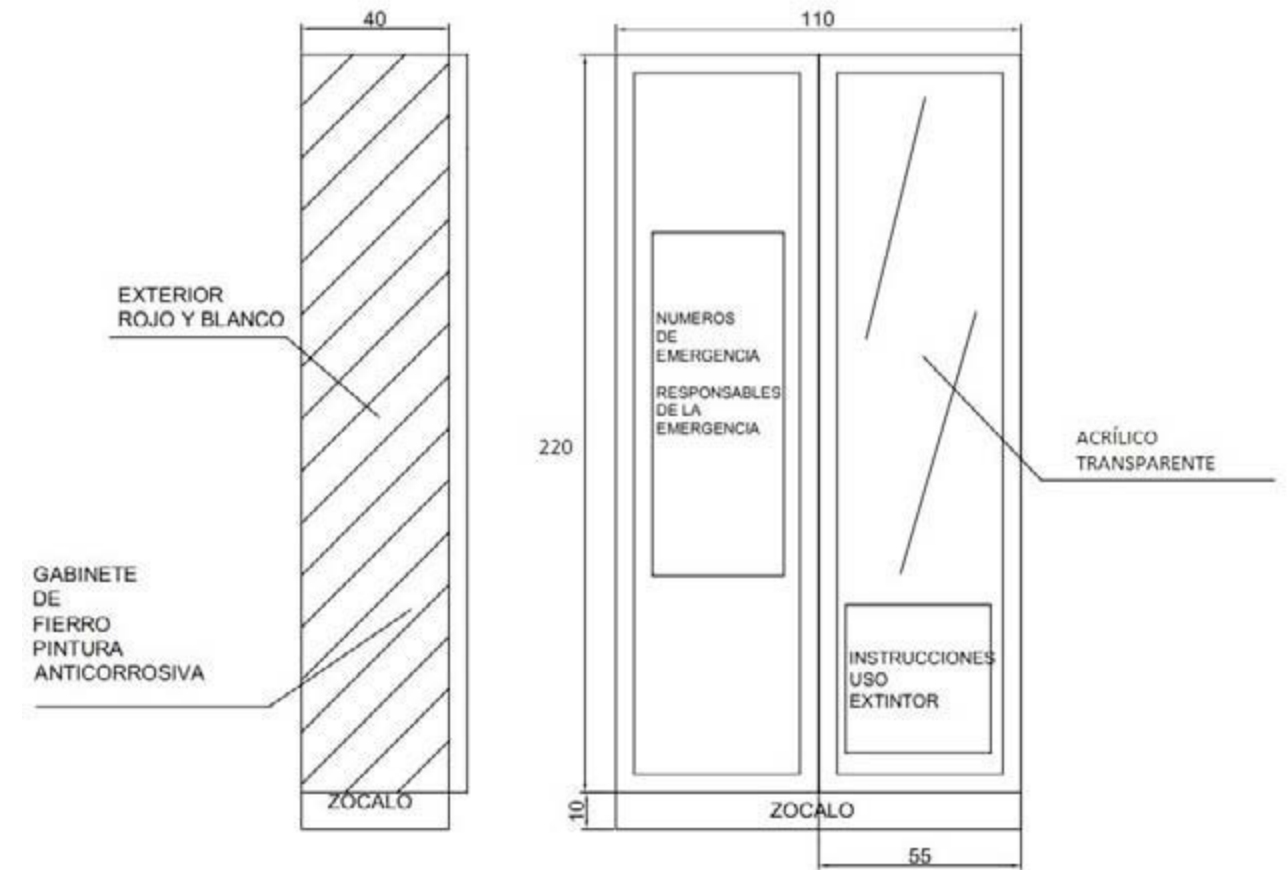 40
110
EXTERIOR
ROJO Y BLANCO
NUMEROS
DE
EMERGENCIA
RESPONSABLES
DE LA
EMERGENCIA
220
ACRÍLICO
TRANSPARENTE
GABINETE
DE
FIERRO
PINTURA
ANTICORROSIVA
INSTRUCCIONES
USO
EXTINTOR
ZOCALO
10
ZOCALO
55